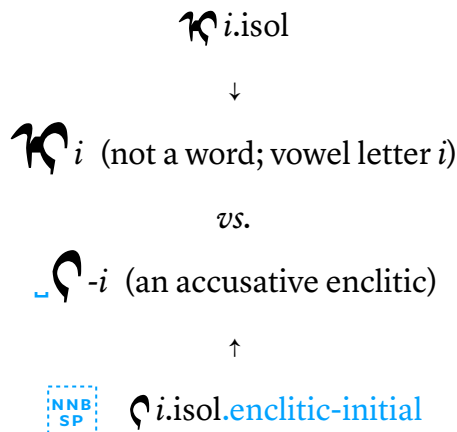 ᠢ i.isol
↓
ᠢ i (not a word; vowel letter i)
vs.
␣ ᠢ -i (an accusative enclitic)
↑
NNB
SP ᠢ i.isol.enclitic-initial